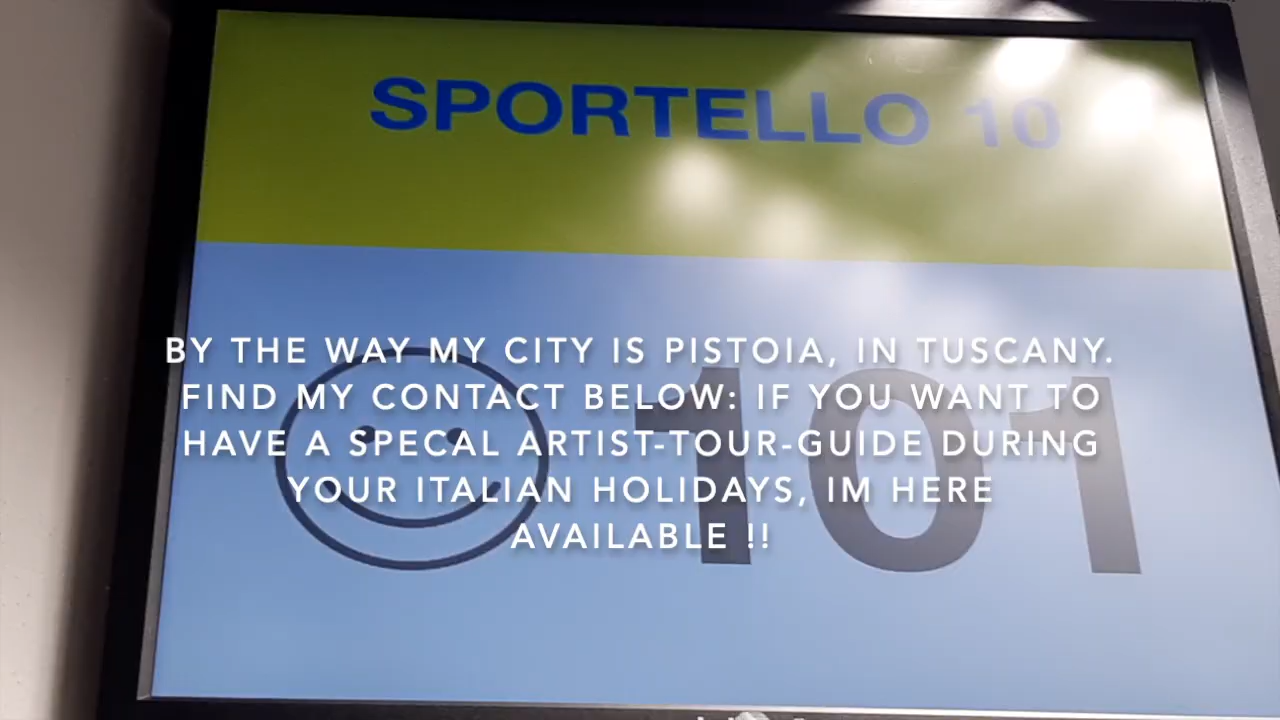 SPORTELLO 10
BY THE WAY MY CITY IS PISTOIA, IN TUSCANY.
FIND MY CONTACT BELOW: IF YOU WANT TO
HAVE A SPECAL ARTIST-TOUR-GUIDE DURING
YOUR ITALIAN HOLIDAYS, IM HERE
AVAILABLE !!
101